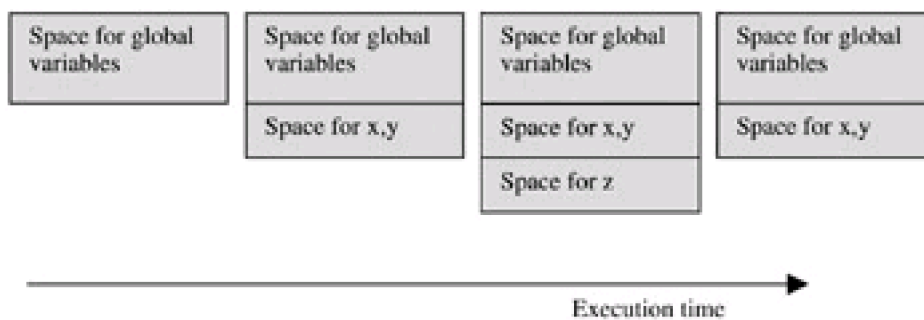 Space for global
variables
Space for global
variables
Space for x,y
Space for global
variables
Space for x,y
Space for z
Space for global
variables
Space for x,y
Execution time